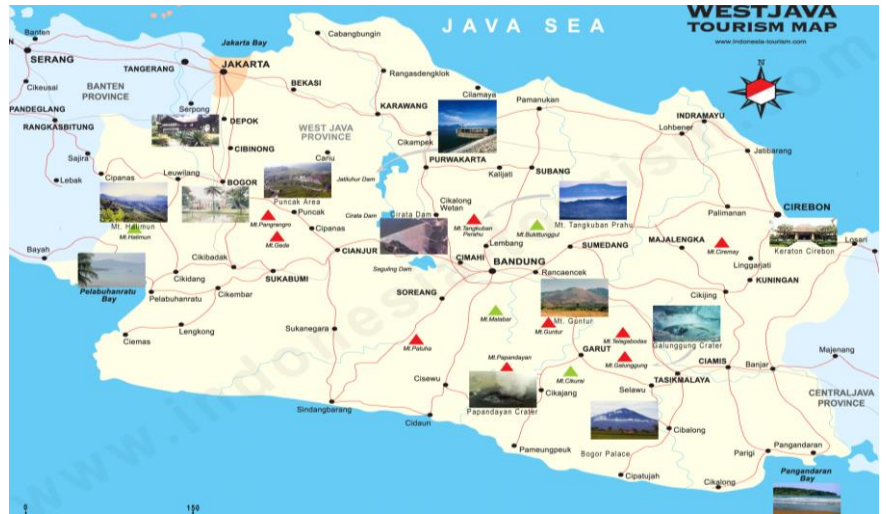 WESTJAVA
TOURISM MAP
www.indonesia-tourism.com
JAVA SEA
N
Banten
Jakarta Bay
Cabangbungin
SERANG
TANGERANG
JAKARTA
BEKASI
Rangasdengklok
Cilamaya
Pamanukan
Cikeusal
BANTEN
PROVINCE
Serpong
KARAWANG
INDRAMAYU
PANDEGLANG
RANGKASBITUNG
DEPOK
WEST JAVA
PROVINCE
Cikampek
Lohbener
Jatibarang
CIBINONG
Sajira
Cariu
PURWAKARTA
Kalijati
SUBANG
Lebak
Cipanas
Leuwilang
BOGOR
Jatiluhur Dam
Puncak Area
Puncak
Cirata Dam
Cirata Dam
Cikalong
Wetan
Palimanan
CIREBON
Mt. Halimun
Mt.Halimun
Mt.Pangrangro
Mt.Gede
Cipanas
Mt.Tangkuban
Perahu
Mt.Bukittunggul
Mt. Tangkuban Prahu
Bayah
CIANJUR
Lembang
SUMEDANG
MAJALENGKA
Mt.Ciremay
Keraton Cirebon
Losari
Linggarjati
Cikidang
Cikibadak
SUKABUMI
Saguling Dam
CIMAHI
BANDUNG
Rancaencek
KUNINGAN
Pelabuhanratu
Bay
Pelabuhanratu
Cikembar
SOREANG
Cikijing
Ciemas
Lengkong
Sukanegara
Mt.Malabar
Mt. Guntur
Mt.Guntur
Mt.Telagabodas
Galunggung Crater
Mt.Patuha
Mt.Papandayan
GARUT
Mt.Galunggung
CIAMIS
Banjar
Majenang
Cisewu
Mt.Cikurai
Selawu
TASIKMALAYA
CENTRALJAVA
PROVINCE
Sindangbarang
Cidaun
Papandayan Crater
Cikajang
Cibalong
Pameungpeuk
Bogor Palace
Cipatujah
Parigi
Pangandaran
Cikalong
Pangandaran
Bay
0
150